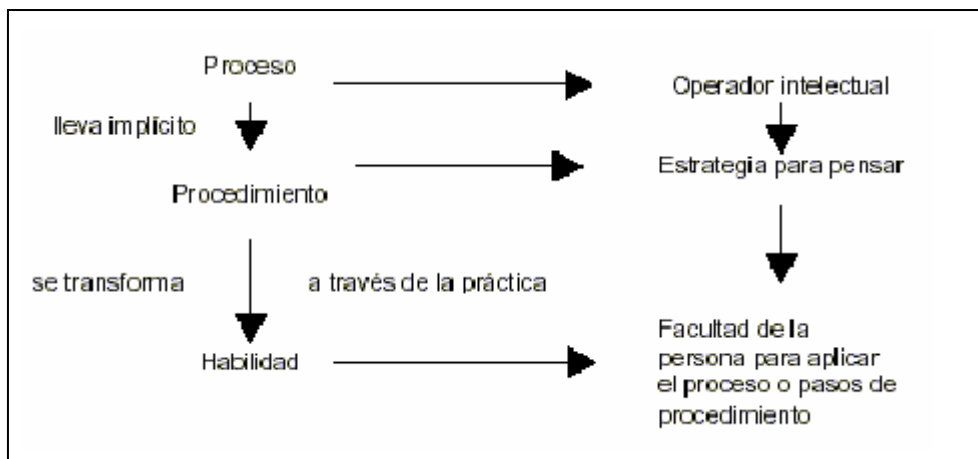 Proceso
Operador intelectual
lleva implícito
Estrategia para pensar
Procedimiento
se transforma
a través de la práctica
Habilidad
Facultad de la
persona para aplicar
el proceso o pasos de
procedimiento